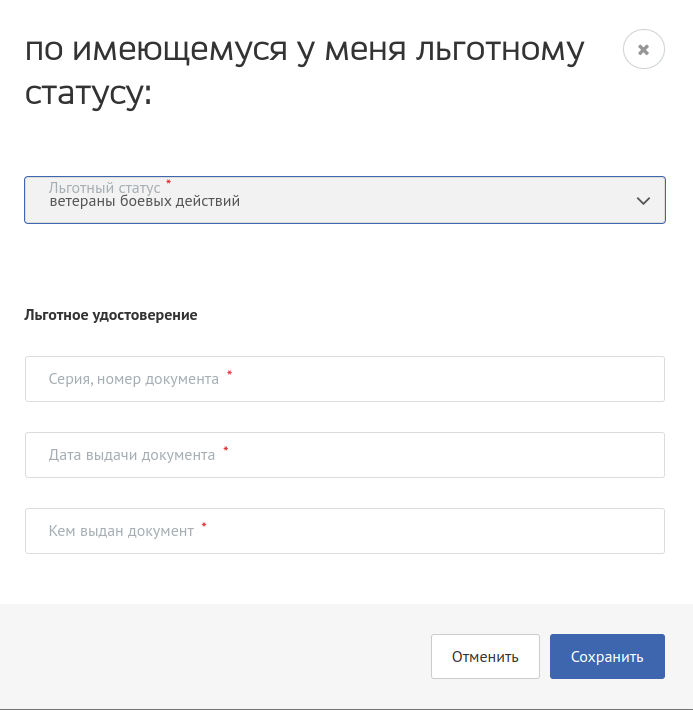 по имеющемуся у меня льготному
статусу:
Льготный статус *
ветераны боевых действий
Льготное удостоверение
Серия, номер документа *
Дата выдачи документа *
Кем выдан документ *
Отменить
Сохранить